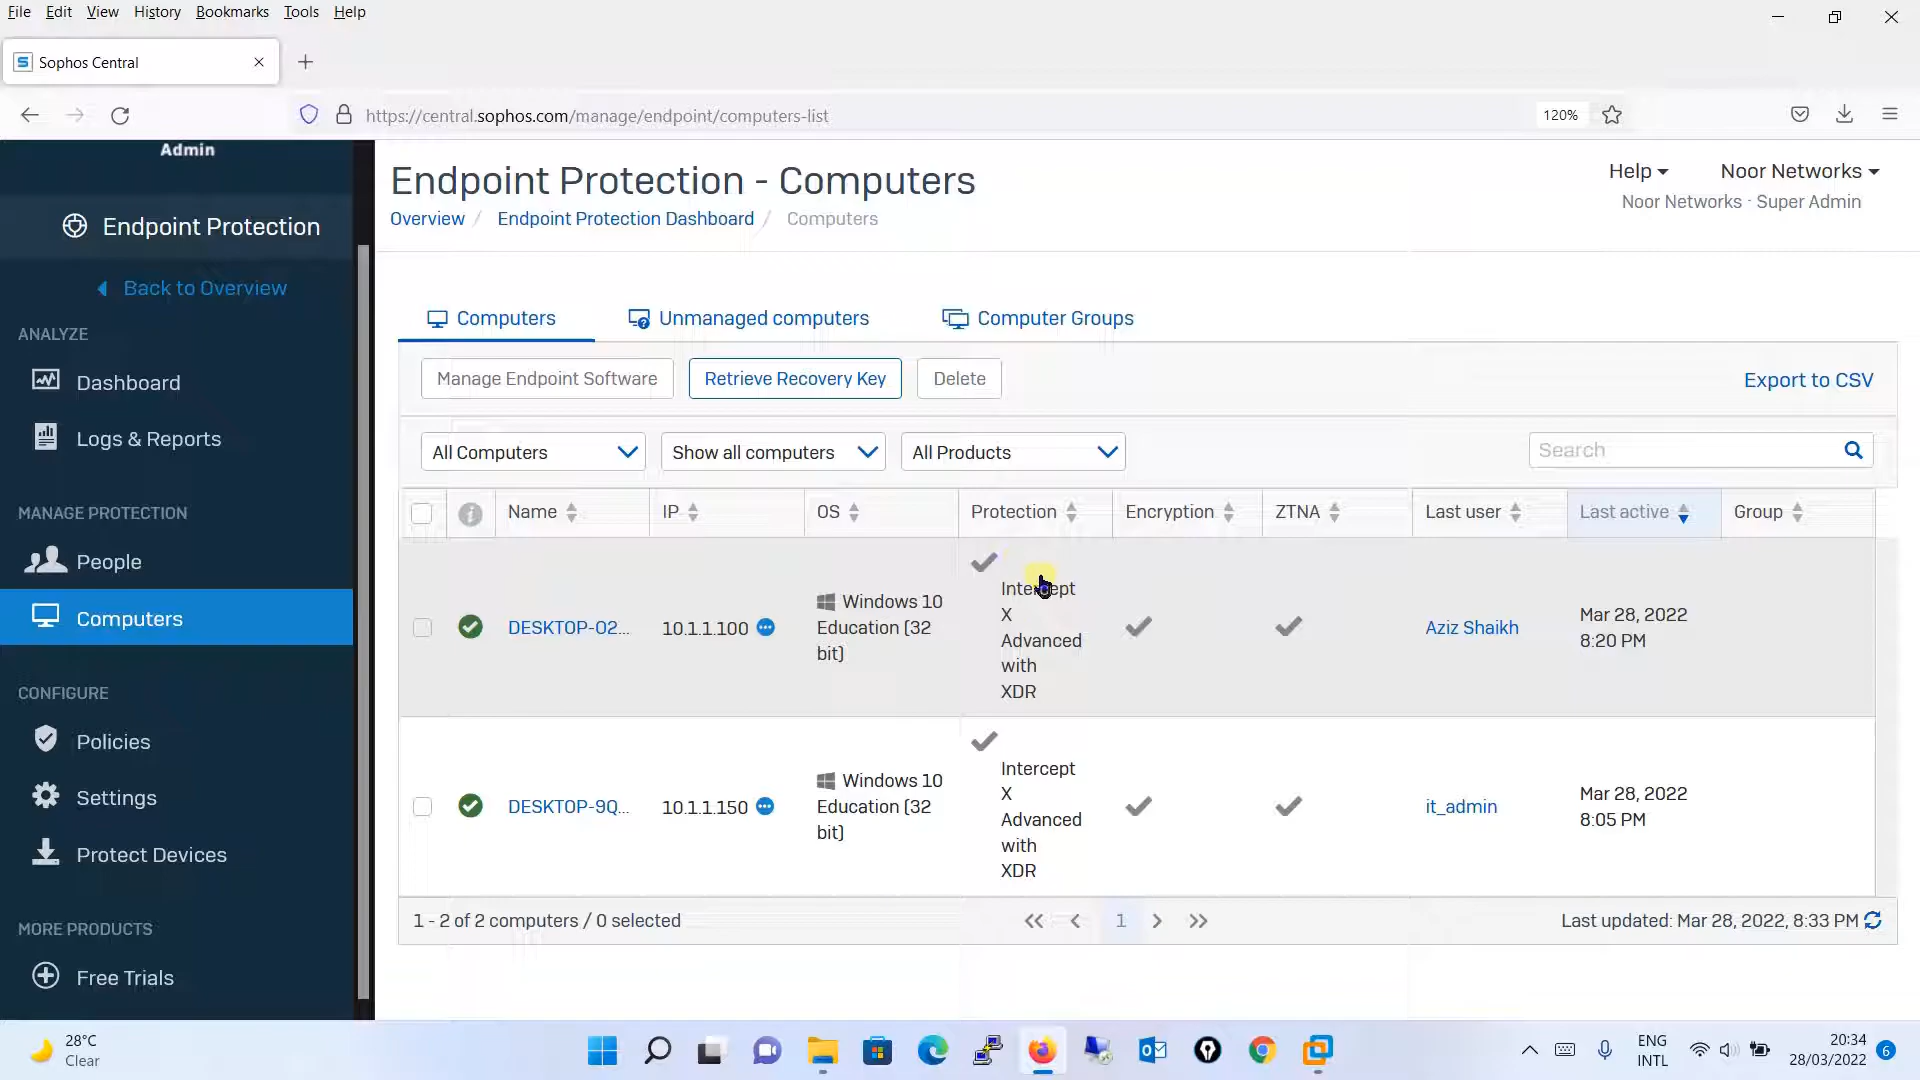 File Edit View History Bookmarks Tools Help
Sophos Central
https://central.sophos.com/manage/endpoint/computers-list
120%
Admin
Endpoint Protection
Back to Overview
ANALYZE
Dashboard
Logs & Reports
MANAGE PROTECTION
People
Computers
CONFIGURE
Policies
Settings
Protect Devices
MORE PRODUCTS
Free Trials
Endpoint Protection - Computers
Overview / Endpoint Protection Dashboard / Computers
Help
Noor Networks
Noor Networks · Super Admin
Computers
Unmanaged computers
Computer Groups
Manage Endpoint Software
Retrieve Recovery Key
Delete
Export to CSV
All Computers
Show all computers
All Products
Search
Name IP OS Protection Encryption ZTNA Last user Last active Group
DESKTOP-02...
10.1.1.100
Windows 10
Education (32
bit)
Intercept
X
Advanced
with
XDR
Aziz Shaikh
Mar 28, 2022
8:20 PM
DESKTOP-9Q...
10.1.1.150
Windows 10
Education (32
bit)
Intercept
X
Advanced
with
XDR
it_admin
Mar 28, 2022
8:05 PM
1 - 2 of 2 computers / 0 selected
1
Last updated: Mar 28, 2022, 8:33 PM
28°C
Clear
ENG
INTL
20:34
28/03/2022
6